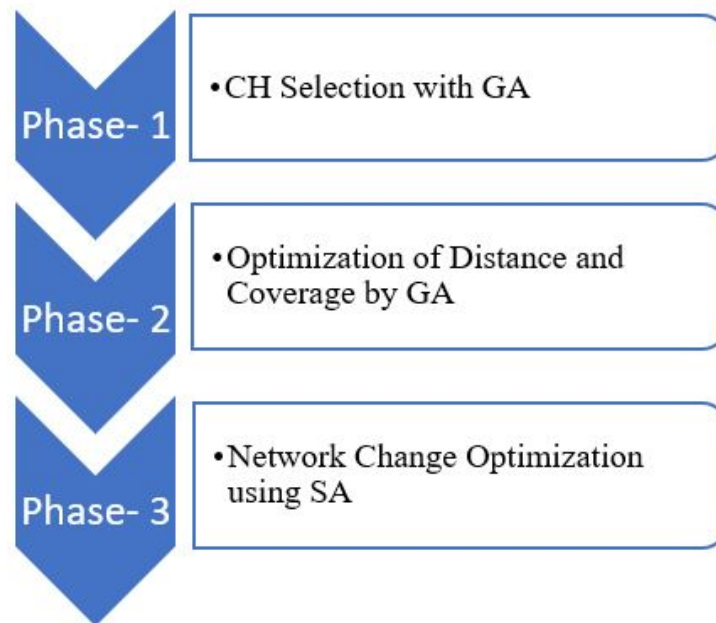 Phase- 1
•CH Selection with GA
Phase- 2
•Optimization of Distance and
Coverage by GA
Phase- 3
•Network Change Optimization
using SA